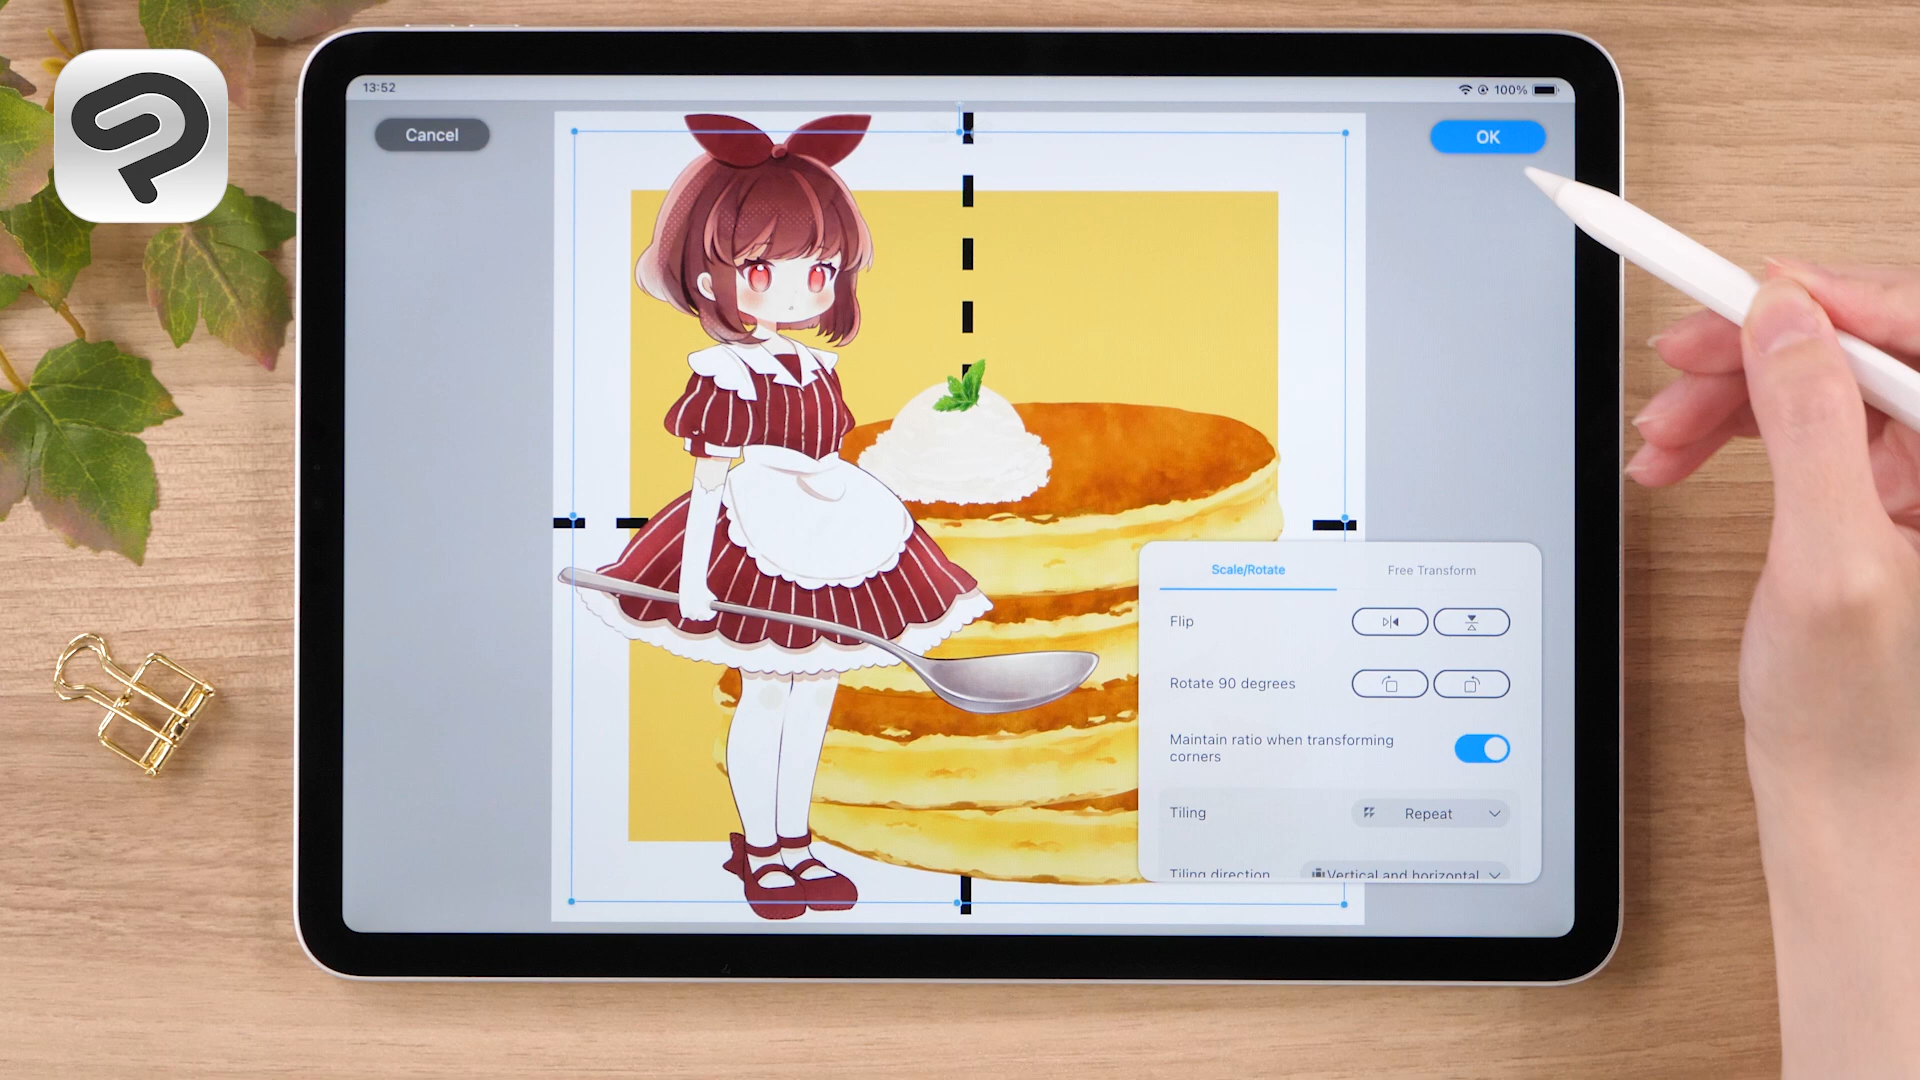 13:52
100%
Cancel
OK
Scale/Rotate
Free Transform
Flip
Rotate 90 degrees
Maintain ratio when transforming
corners
Tiling
Repeat
Tiling direction
Vertical and horizontal